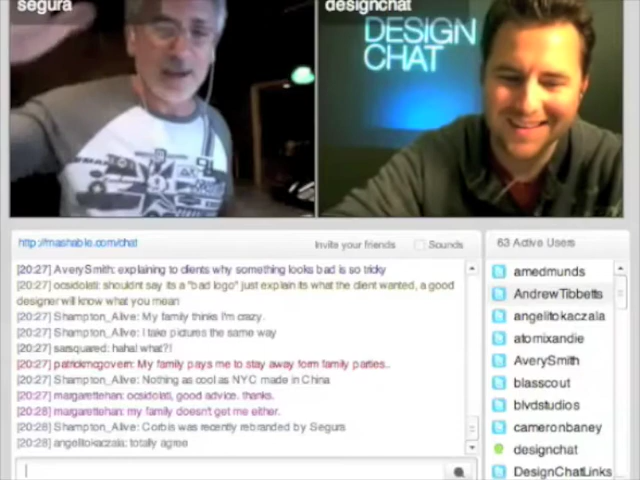 segura
designchat
DESIGN
CHAT
http://mashable.com/chat
Invite your friends
Sounds
63 Active Users
[20:27] AverySmith: explaining to clients why something looks bad is so tricky
[20:27] ocsidolati: shouldnt say its a "bad logo" just explain its what the client wanted, a good
designer will know what you mean
[20:27] Shampton_Alive: My family thinks I'm crazy.
[20:27] Shampton_Alive: I take pictures the same way
[20:27] sarsquared: haha! what?!
[20:27] patrickmcgovern: My family pays me to stay away form family parties..
[20:27] Shampton_Alive: Nothing as cool as NYC made in China
[20:27] margarettehan: ocsidolati, good advice. thanks.
[20:28] margarettehan: my family doesn't get me either.
[20:28] Shampton_Alive: Corbis was recently rebranded by Segura
[20:28] angelitokaczala: totally agree
amedmunds
AndrewTibbetts
angelitokaczala
atomixandie
AverySmith
blasscout
blvdstudios
cameronbaney
designchat
DesignChatLinks